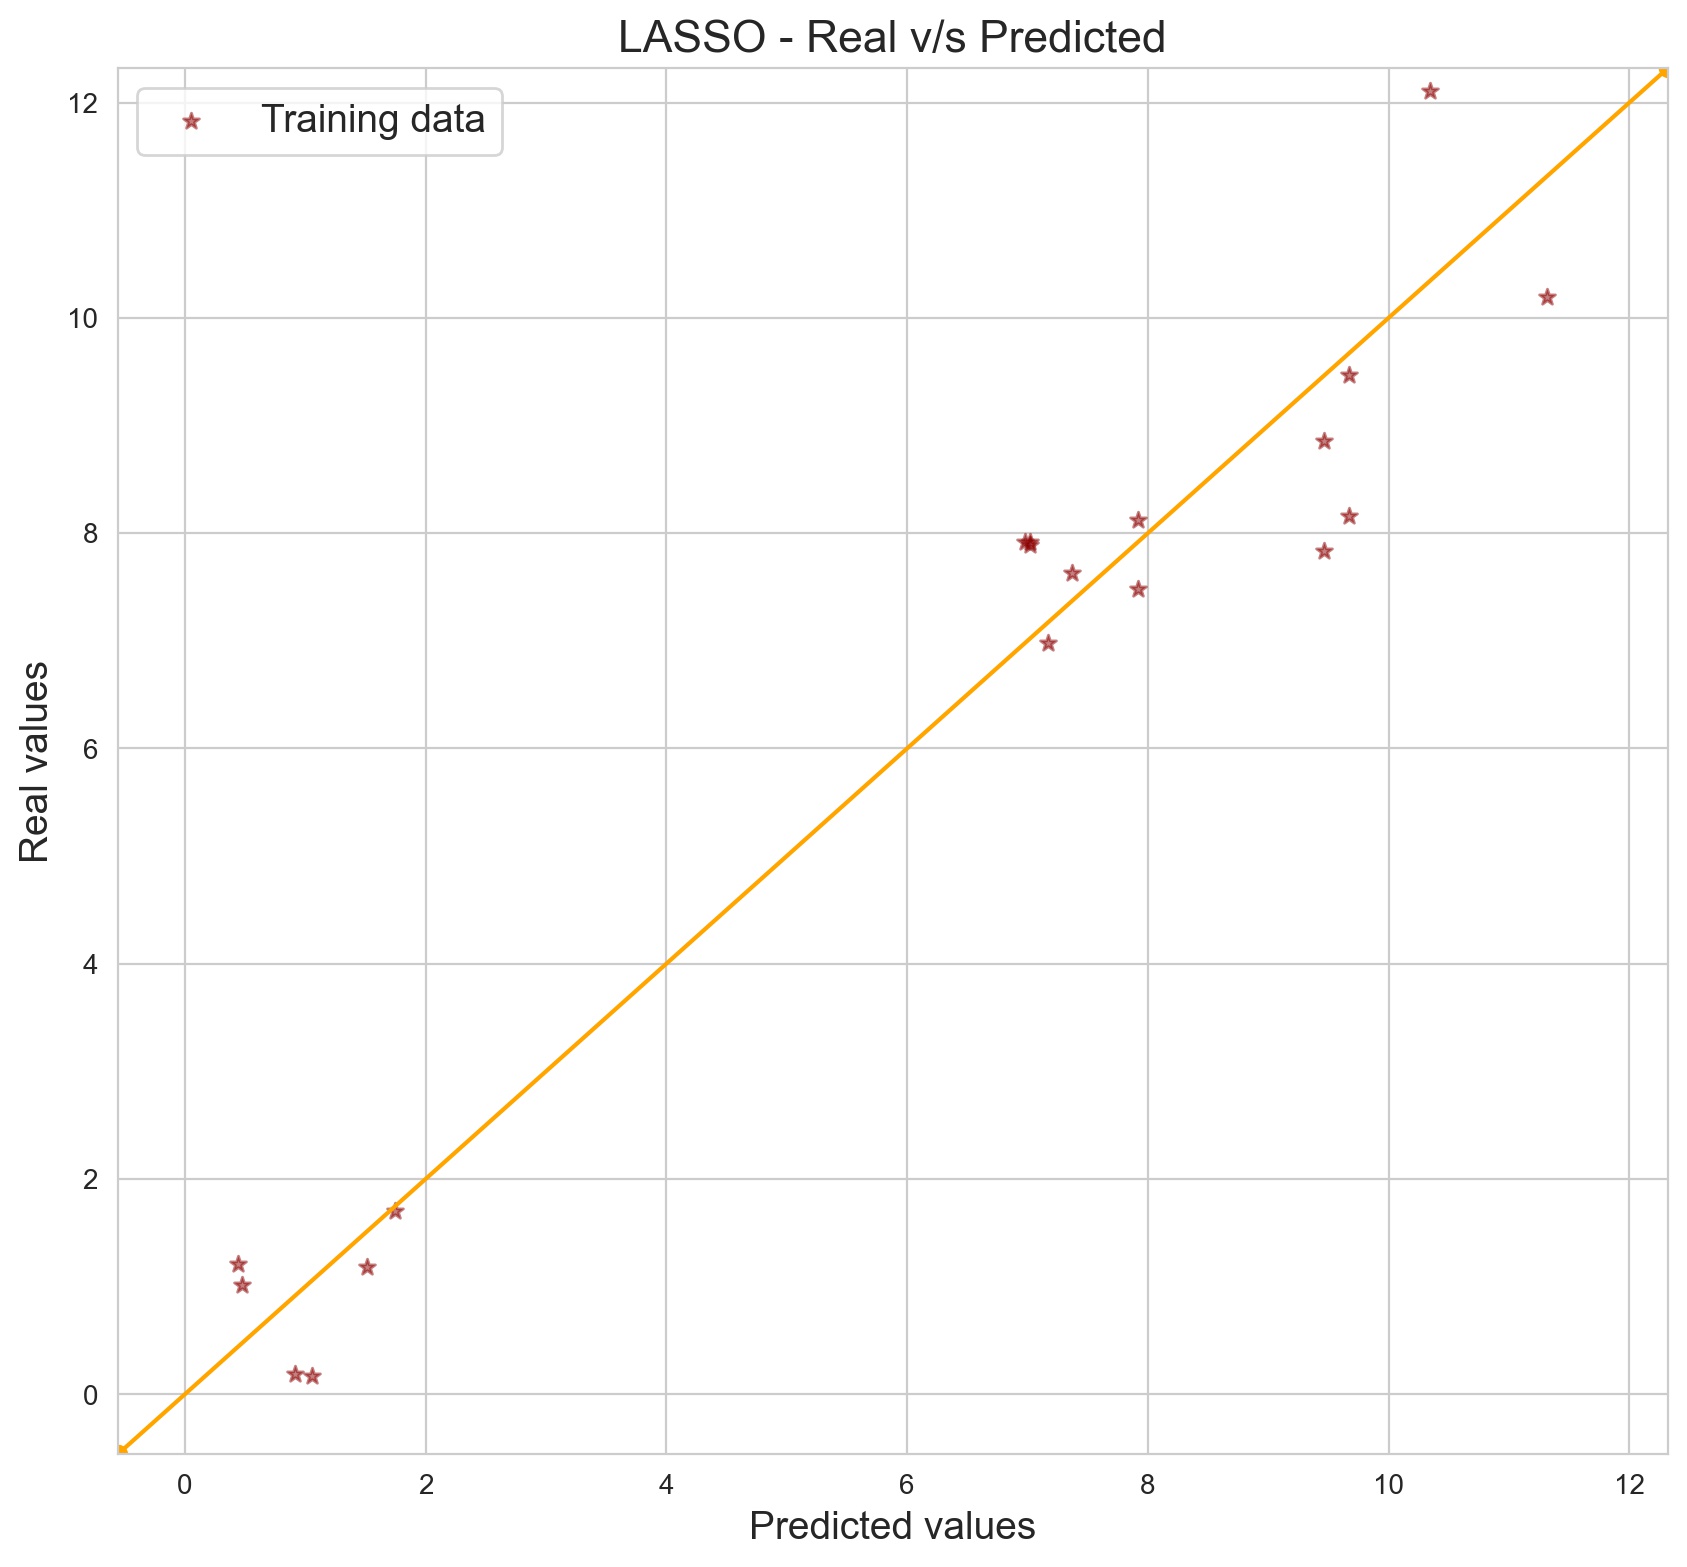 LASSO - Real v/s Predicted
Training data
12
10
8
6
4
2
0
Real values
0 2 4 6 8 10 12
Predicted values